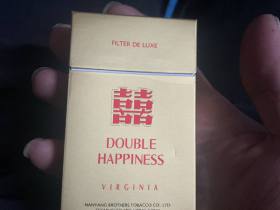 FILTER DE LUXE
囍
DOUBLE
HAPPINESS
VIRGINIA
NANYANG BROTHERS TOBACCO CO., LTD.